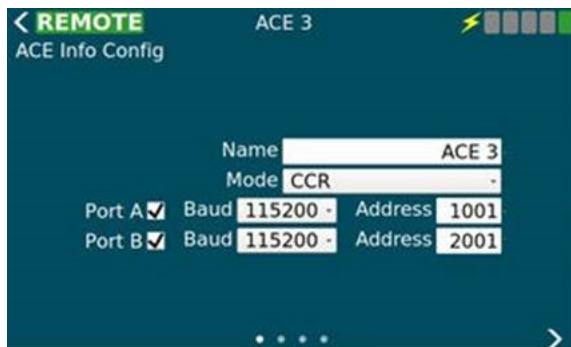 < REMOTE ACE 3
ACE Info Config
Name ACE 3
Mode CCR
Port A Baud 115200 Address 1001
Port B Baud 115200 Address 2001
>